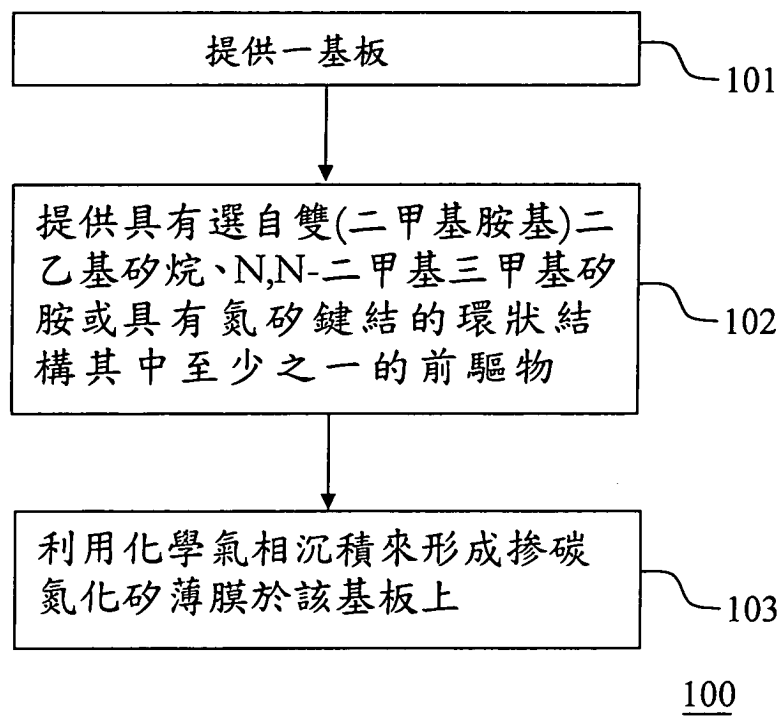 提供一基板
101
提供具有選自雙(二甲基胺基)二
乙基矽烷、N,N-二甲基三甲基矽
胺或具有氮矽鍵結的環狀結
構其中至少之一的前驅物
102
利用化學氣相沉積來形成摻碳
氮化矽薄膜於該基板上
103
100